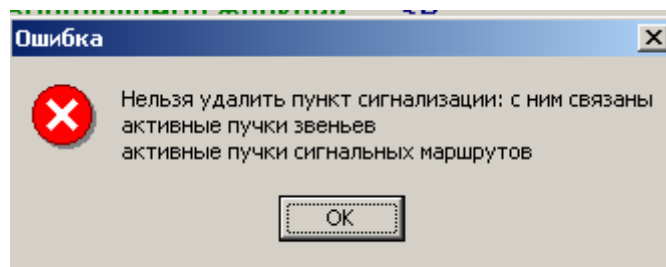 Ошибка
Нельзя удалить пункт сигнализации: с ним связаны
активные пучки звеньев
активные пучки сигнальных маршрутов
OK